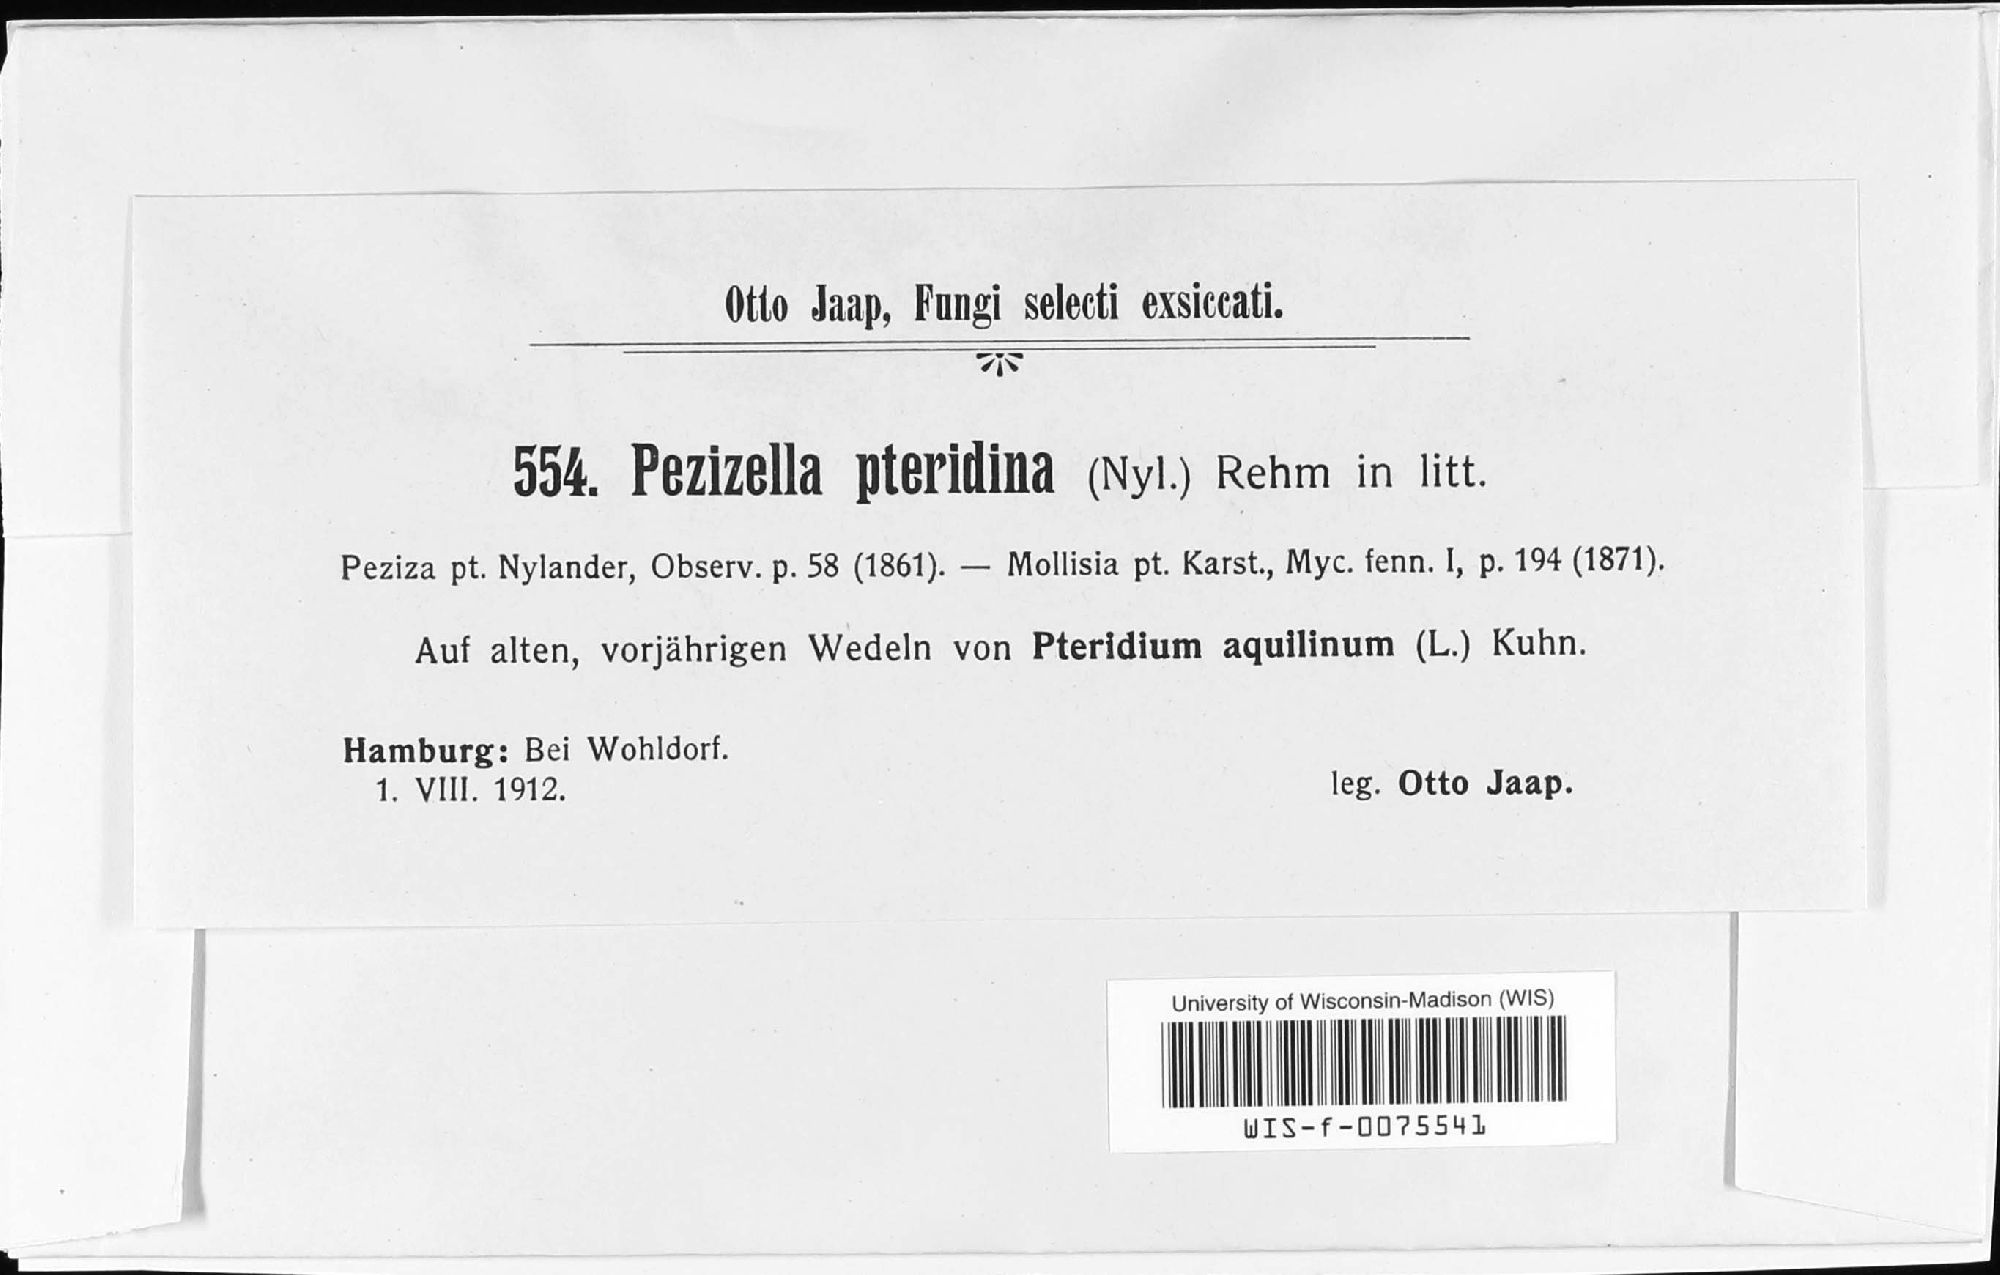 Otto Jaap, Fungi selecti exsiccati.
554. Pezizella pteridina (Nyl.) Rehm in litt.
Peziza pt. Nylander, Observ. p. 58 (1861). — Mollisia pt. Karst., Myc. fenn. I, p. 194 (1871).
Auf alten, vorjährigen Wedeln von Pteridium aquilinum (L.) Kuhn.
Hamburg: Bei Wohldorf.
1. VIII. 1912.
leg. Otto Jaap.
University of Wisconsin-Madison (WIS)
WIS-f-0075541